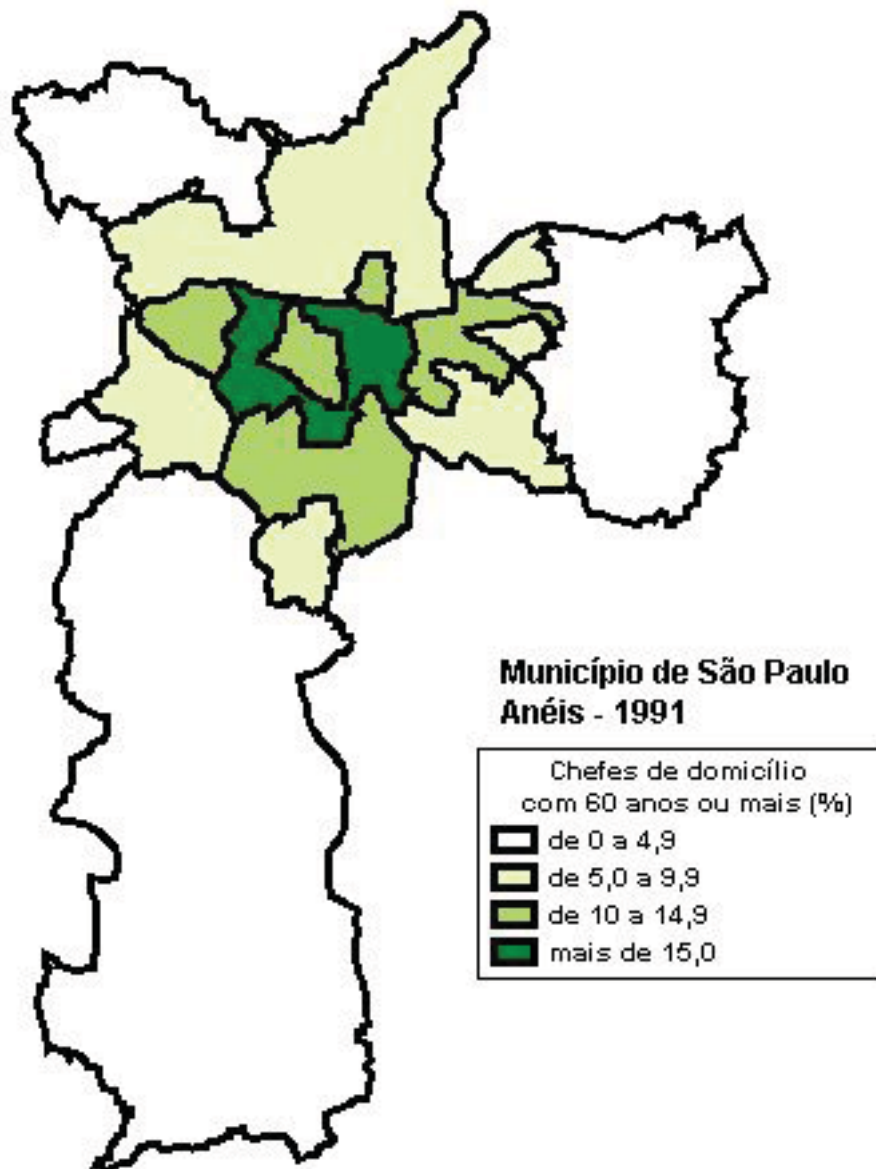 Município de São Paulo
Anéis - 1991
Chefes de domicílio
com 60 anos ou mais (%)
de 0 a 4,9
de 5,0 a 9,9
de 10 a 14,9
mais de 15,0